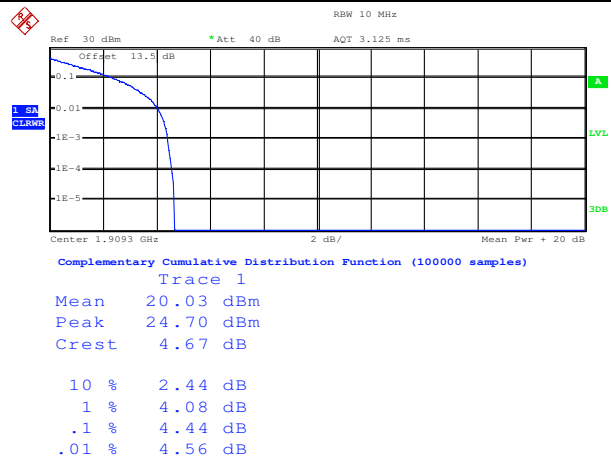 RBW 10 MHz
Ref 30 dBm *Att 40 dB AQT 3.125 ms
Offset 13.5 dB
0.1
A
0.01
1 SA
CLRWR
1E-3
LVL
1E-4
1E-5
3DB
Center 1.9093 GHz 2 dB/ Mean Pwr + 20 dB
Complementary Cumulative Distribution Function (100000 samples)
Trace 1
Mean 20.03 dBm
Peak 24.70 dBm
Crest 4.67 dB
10 % 2.44 dB
1 % 4.08 dB
.1 % 4.44 dB
.01 % 4.56 dB